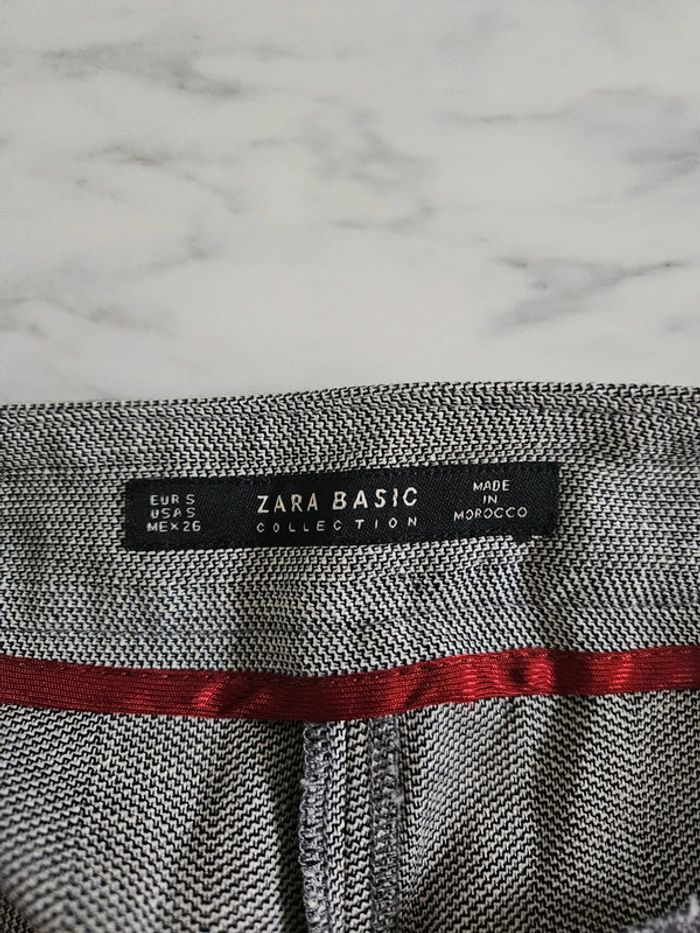 EUR S
USA S
MEX 26
ZARA BASIC
COLLECTION
MADE
IN
MOROCCO